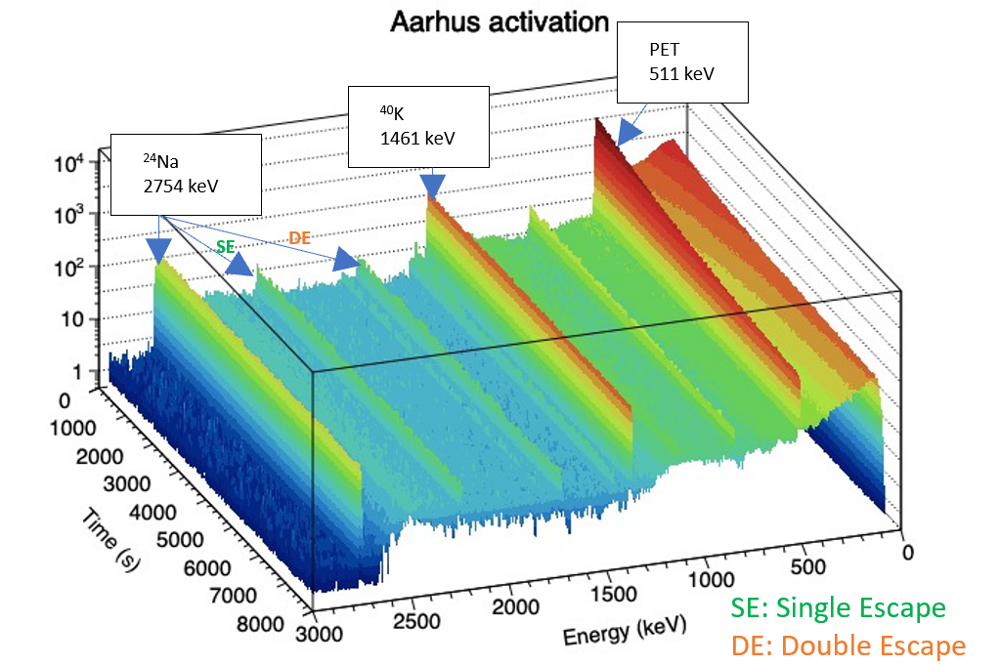 Aarhus activation
PET
511 keV
⁴⁰K
1461 keV
²⁴Na
2754 keV
SE
DE
10⁴
10³
10²
10
1
0
1000
2000
3000
4000
5000
6000
7000
8000
Time (s)
3000
2500
2000
1500
1000
500
0
Energy (keV)
SE: Single Escape
DE: Double Escape